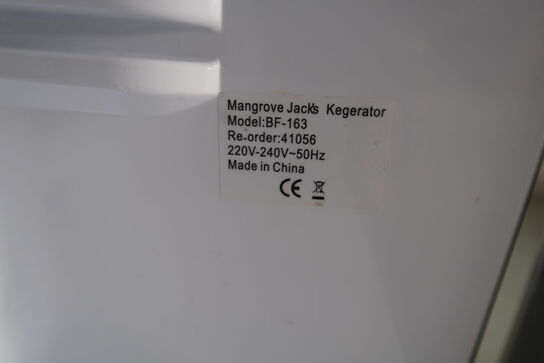 Mangrove Jack's Kegerator
Model:BF-163
Re-order:41056
220V-240V~50Hz
Made in China
CE